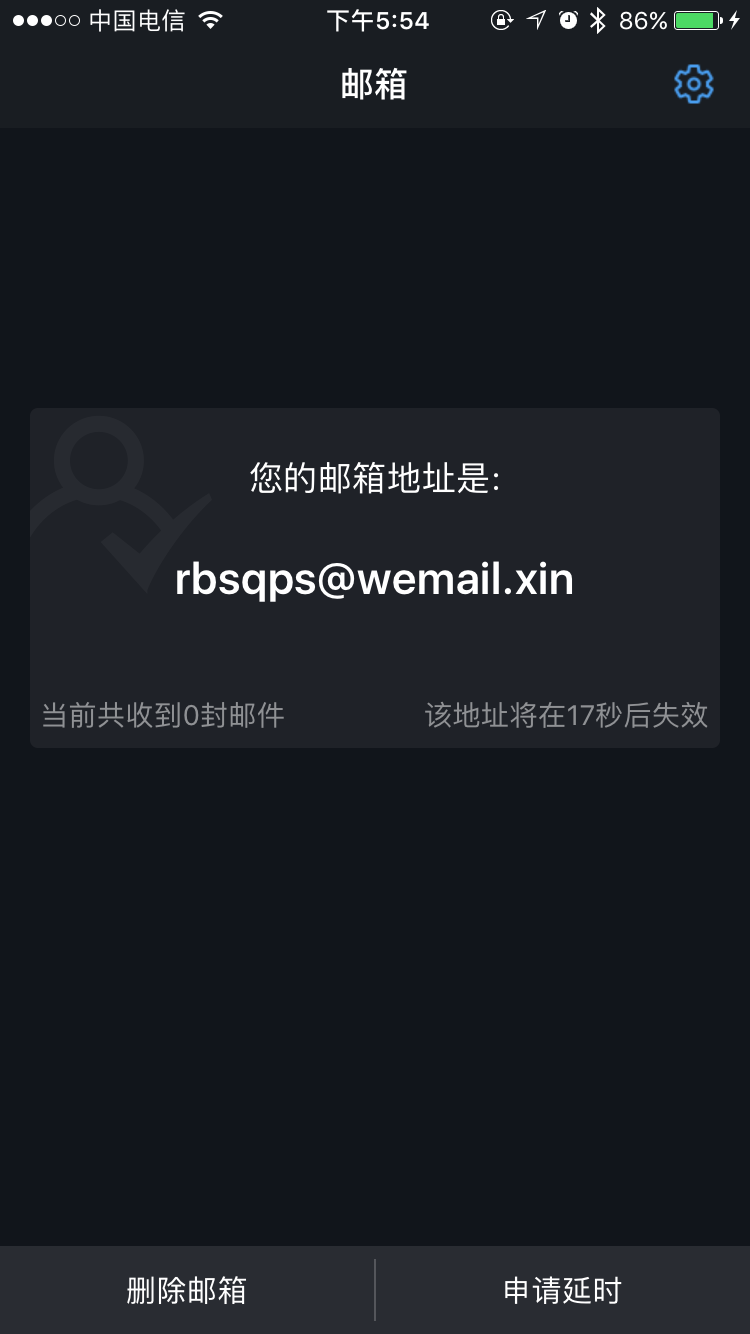 中国电信 下午5:54 86%
邮箱
您的邮箱地址是:
rbsqps@wemail.xin
当前共收到0封邮件 该地址将在17秒后失效
删除邮箱 申请延时